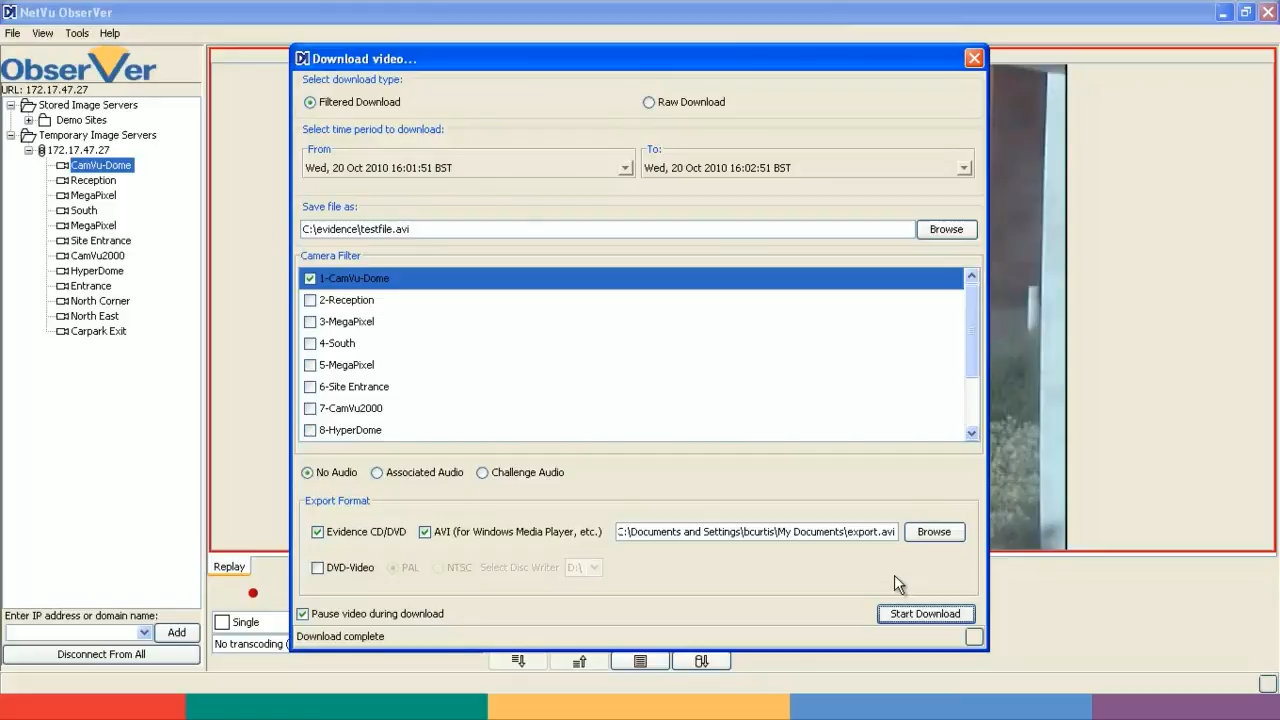 NetVu ObserVer
File View Tools Help
ObserVer
URL: 172.17.47.27
Stored Image Servers
Demo Sites
Temporary Image Servers
172.17.47.27
CamVu-Dome
Reception
MegaPixel
South
MegaPixel
Site Entrance
CamVu2000
HyperDome
Entrance
North Corner
North East
Carpark Exit
Enter IP address or domain name:
Add
Disconnect From All
Replay
Single
No transcoding (
Download video...
Select download type:
Filtered Download Raw Download
Select time period to download:
From To:
Wed, 20 Oct 2010 16:01:51 BST Wed, 20 Oct 2010 16:02:51 BST
Save file as:
C:\evidence\testfile.avi Browse
Camera Filter
1-CamVu-Dome
2-Reception
3-MegaPixel
4-South
5-MegaPixel
6-Site Entrance
7-CamVu2000
8-HyperDome
No Audio Associated Audio Challenge Audio
Export Format
Evidence CD/DVD AVI (for Windows Media Player, etc.) C:\Documents and Settings\bcurtis\My Documents\export.avi Browse
DVD-Video PAL NTSC Select Disc Writer D:\
Pause video during download Start Download
Download complete